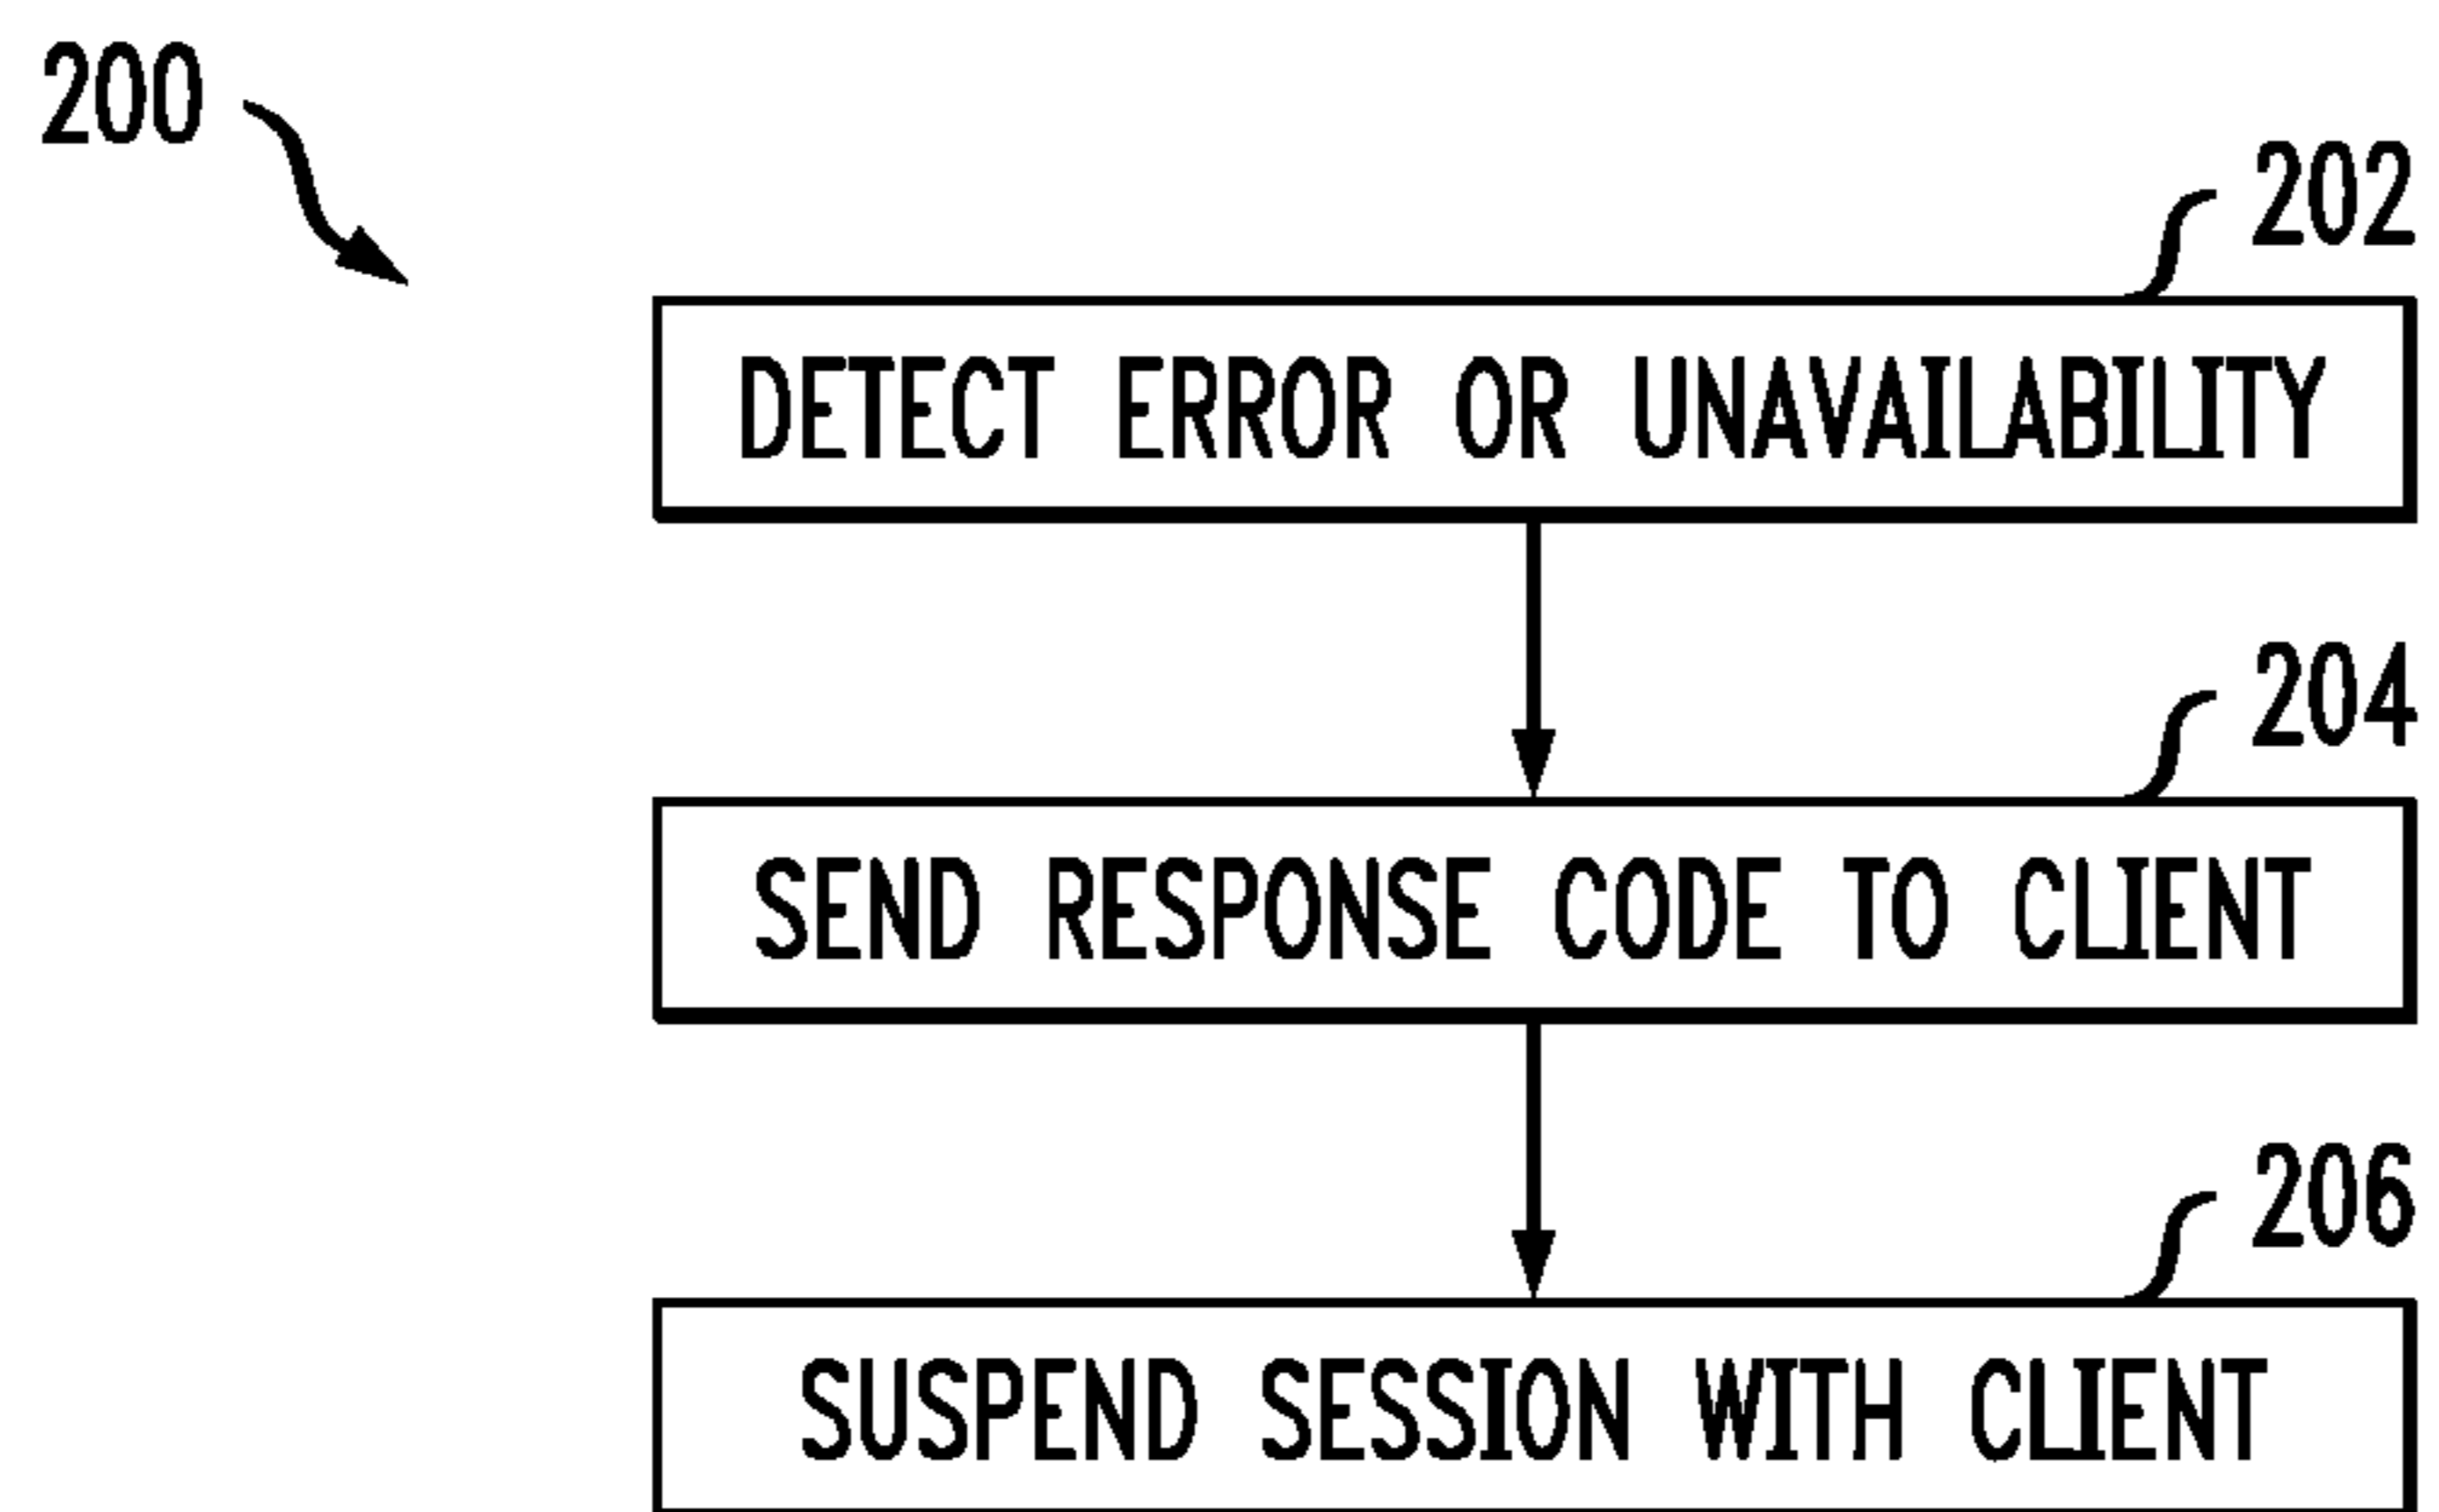 200
202
DETECT ERROR OR UNAVAILABILITY
204
SEND RESPONSE CODE TO CLIENT
206
SUSPEND SESSION WITH CLIENT